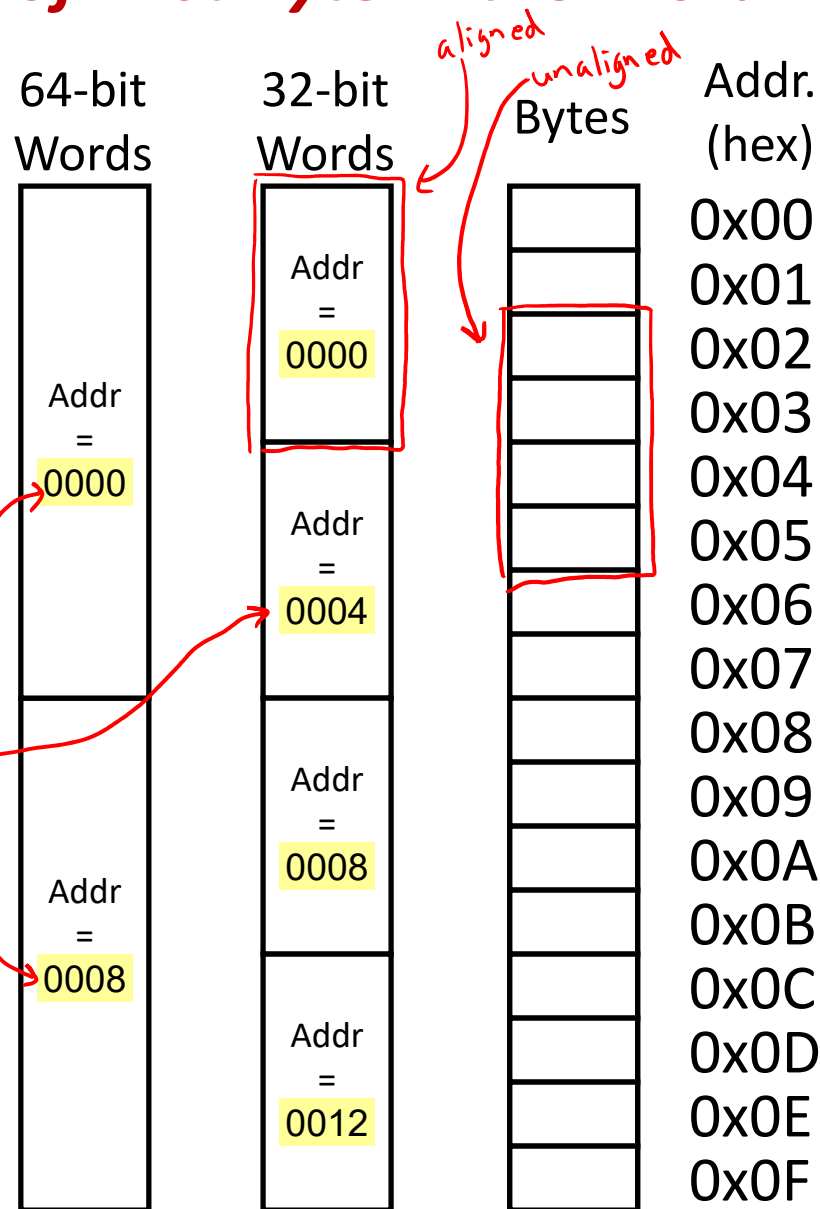 aligned
unaligned
64-bit
Words
32-bit
Words
Bytes
Addr.
(hex)
Addr
=
0000
Addr
=
0008
Addr
=
0000
Addr
=
0004
Addr
=
0008
Addr
=
0012
0x00
0x01
0x02
0x03
0x04
0x05
0x06
0x07
0x08
0x09
0x0A
0x0B
0x0C
0x0D
0x0E
0x0F